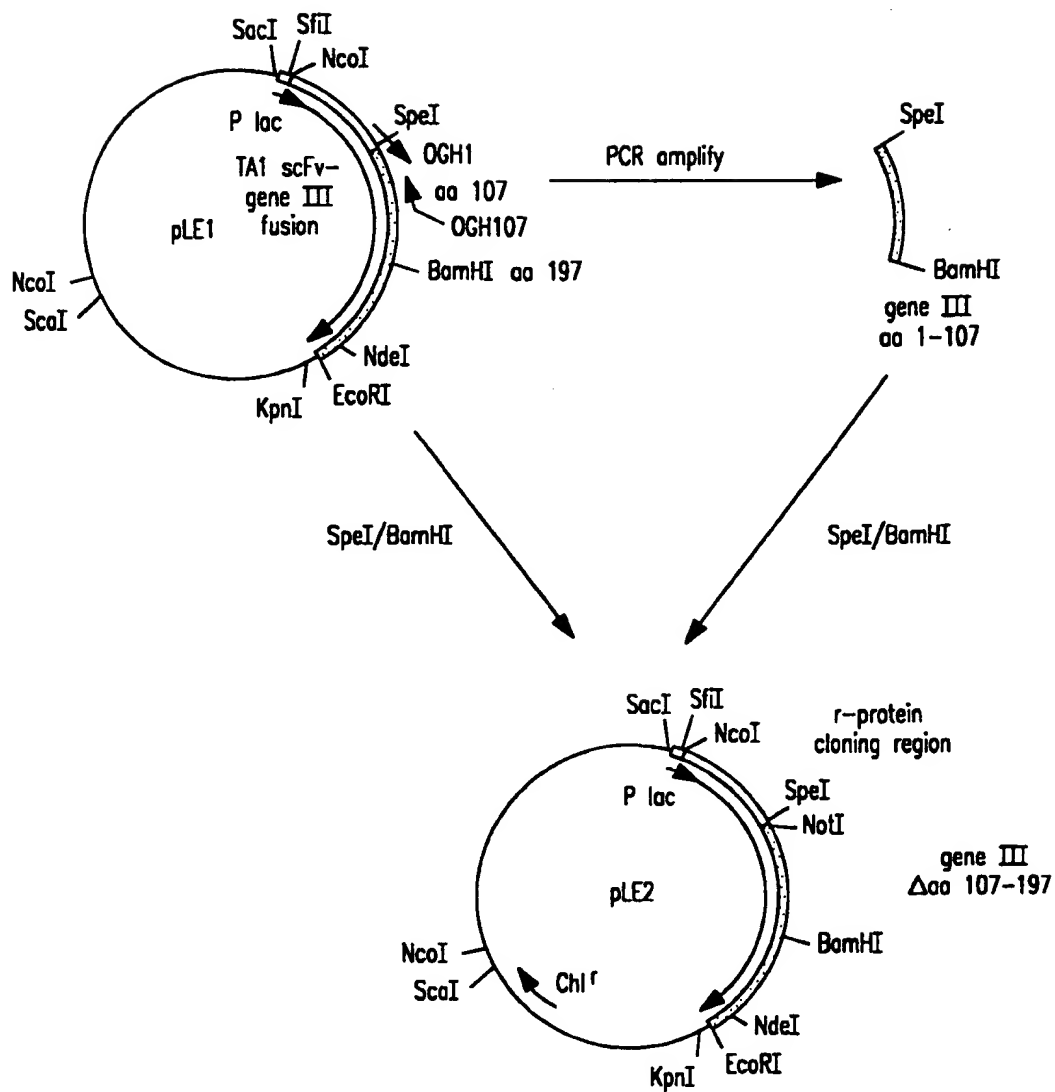 SacI
SfiI
NcoI
P lac
SpeI
OGH1
TA1 scFv-
gene III
fusion
aa 107
OGH107
pLE1
BamHI aa 197
NcoI
ScaI
NdeI
EcoRI
KpnI
PCR amplify
SpeI
BamHI
gene III
aa 1-107
SpeI/BamHI
SpeI/BamHI
SacI
SfiI
NcoI
r-protein
cloning region
P lac
SpeI
NotI
gene III
Δaa 107-197
pLE2
BamHI
NcoI
ScaI
Chl r
NdeI
EcoRI
KpnI